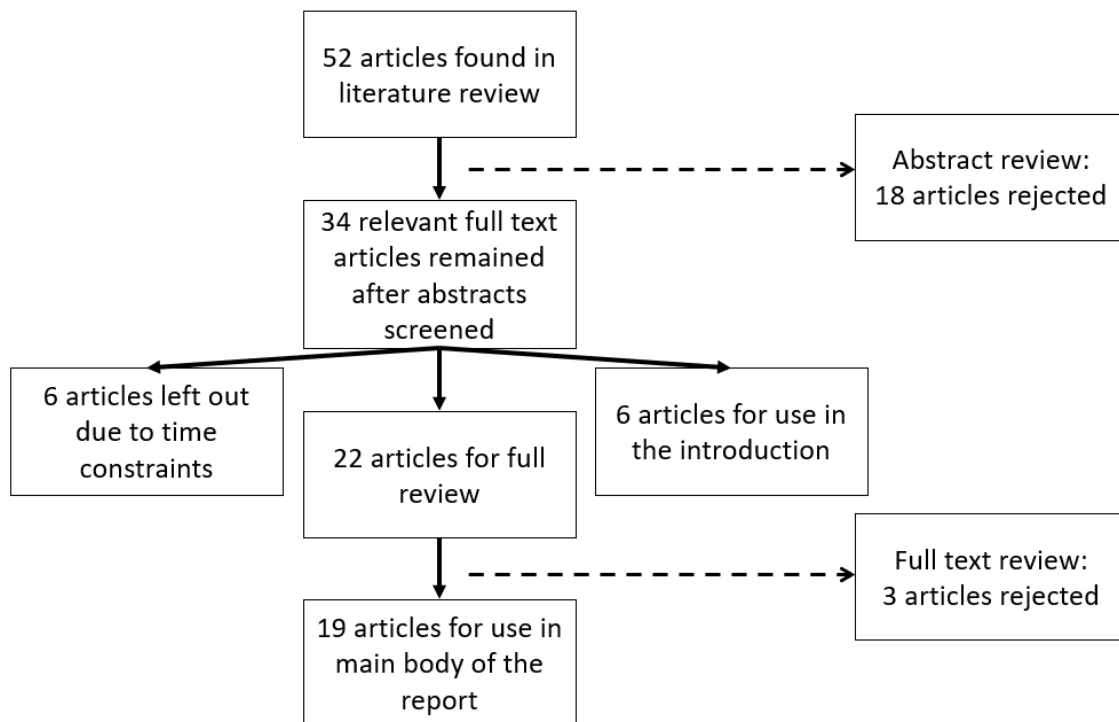 52 articles found in
literature review
Abstract review:
18 articles rejected
34 relevant full text
articles remained
after abstracts
screened
6 articles left out
due to time
constraints
22 articles for full
review
6 articles for use in
the introduction
Full text review:
3 articles rejected
19 articles for use in
main body of the
report